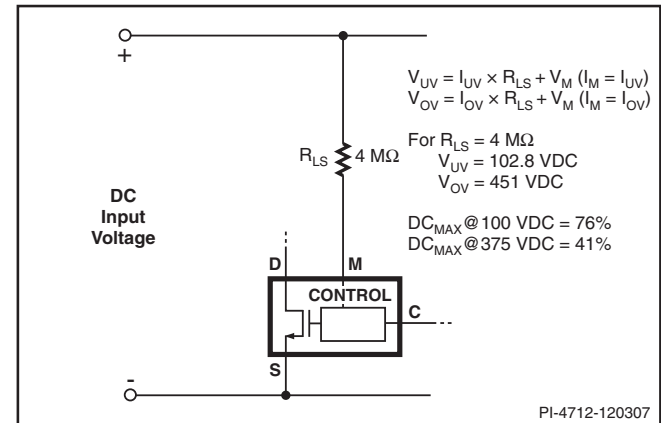 +
V_UV = I_UV × R_LS + V_M (I_M = I_UV)
V_OV = I_OV × R_LS + V_M (I_M = I_OV)
For R_LS = 4 MΩ
V_UV = 102.8 VDC
V_OV = 451 VDC
DC_MAX@100 VDC = 76%
DC_MAX@375 VDC = 41%
R_LS 4 MΩ
DC
Input
Voltage
D M
CONTROL
C
S
-
PI-4712-120307